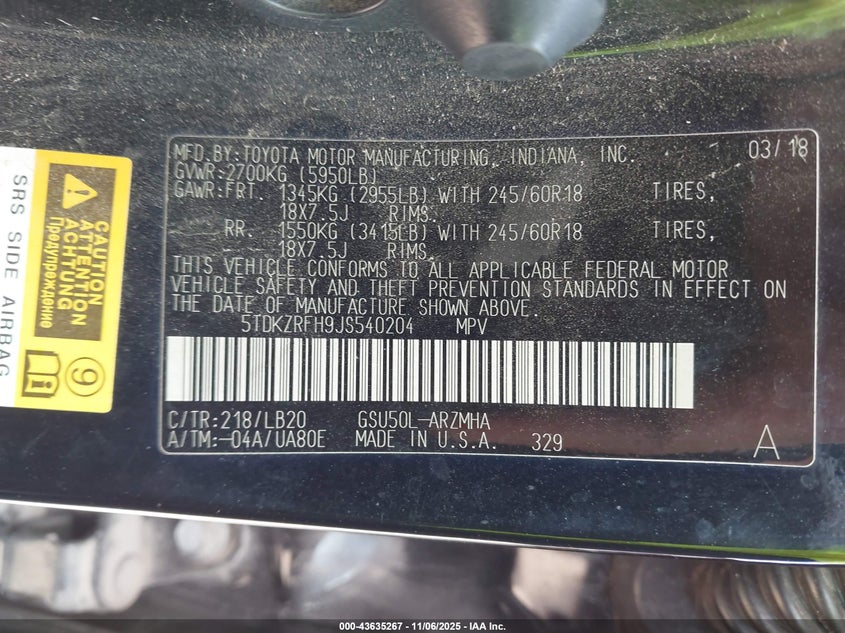 MFD.BY:TOYOTA MOTOR MANUFACTURING, INDIANA, INC. 03/18
GVWR:2700KG (5950LB)
GAWR:FRT. 1345KG (2955LB) WITH 245/60R18 TIRES,
18X7.5J RIMS.
RR. 1550KG (3415LB) WITH 245/60R18 TIRES,
18X7.5J RIMS.
THIS VEHICLE CONFORMS TO ALL APPLICABLE FEDERAL MOTOR
VEHICLE SAFETY AND THEFT PREVENTION STANDARDS IN EFFECT ON
THE DATE OF MANUFACTURE SHOWN ABOVE.
5TDKZRFH9JS540204 MPV
C/TR:218/LB20 GSU50L-ARZMHA
A/TM:-04A/UA80E MADE IN U.S.A. 329 A
CAUTION
ATTENTION
ACHTUNG
Предупреждение
9
SRS SIDE AIRBAG
000-43635267 - 11/06/2025 - IAA Inc.